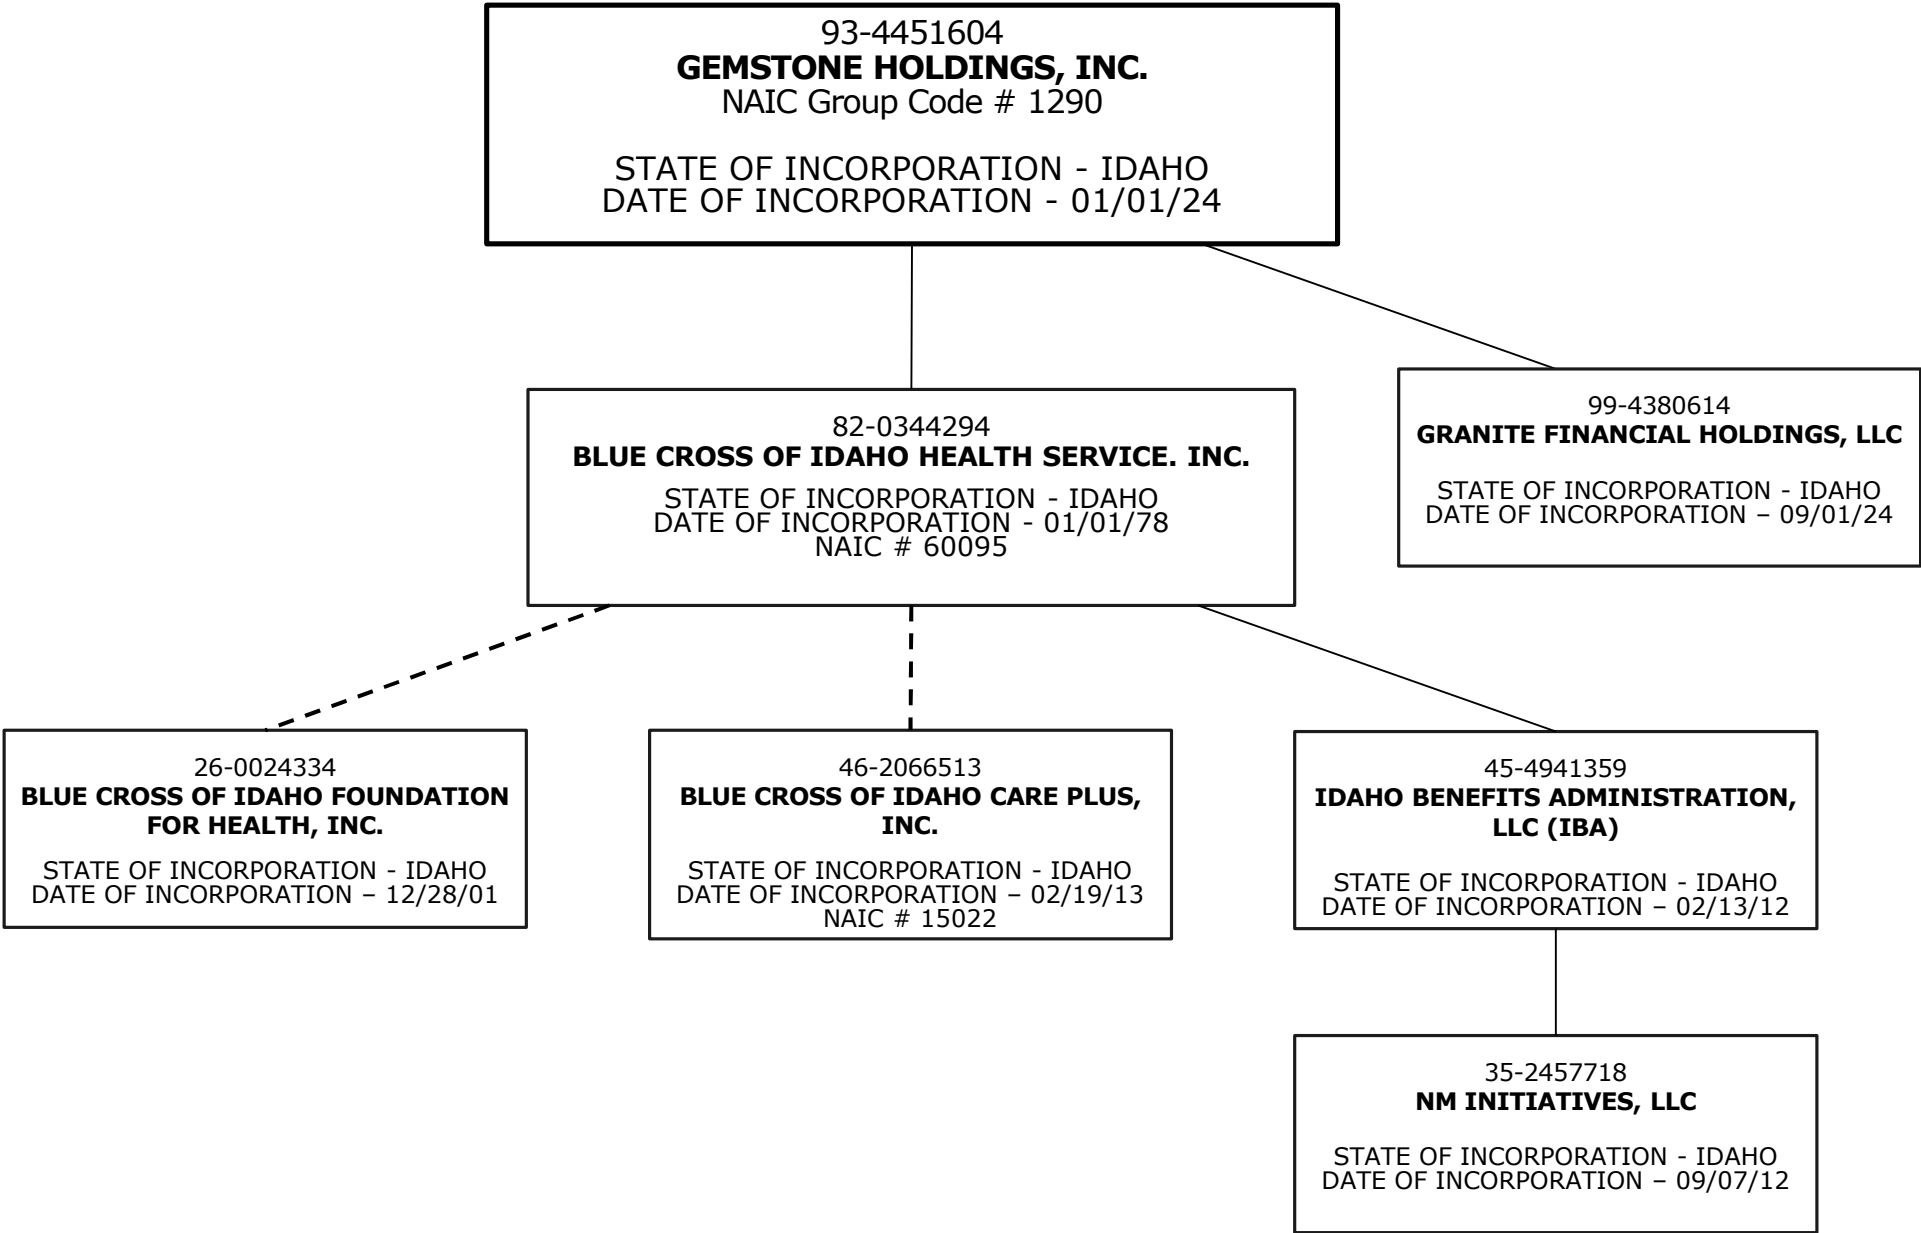 93-4451604
GEMSTONE HOLDINGS, INC.
NAIC Group Code # 1290
STATE OF INCORPORATION - IDAHO
DATE OF INCORPORATION - 01/01/24
82-0344294
BLUE CROSS OF IDAHO HEALTH SERVICE. INC.
STATE OF INCORPORATION - IDAHO
DATE OF INCORPORATION - 01/01/78
NAIC # 60095
99-4380614
GRANITE FINANCIAL HOLDINGS, LLC
STATE OF INCORPORATION - IDAHO
DATE OF INCORPORATION – 09/01/24
26-0024334
BLUE CROSS OF IDAHO FOUNDATION
FOR HEALTH, INC.
STATE OF INCORPORATION - IDAHO
DATE OF INCORPORATION – 12/28/01
46-2066513
BLUE CROSS OF IDAHO CARE PLUS,
INC.
STATE OF INCORPORATION - IDAHO
DATE OF INCORPORATION – 02/19/13
NAIC # 15022
45-4941359
IDAHO BENEFITS ADMINISTRATION,
LLC (IBA)
STATE OF INCORPORATION - IDAHO
DATE OF INCORPORATION – 02/13/12
35-2457718
NM INITIATIVES, LLC
STATE OF INCORPORATION - IDAHO
DATE OF INCORPORATION – 09/07/12